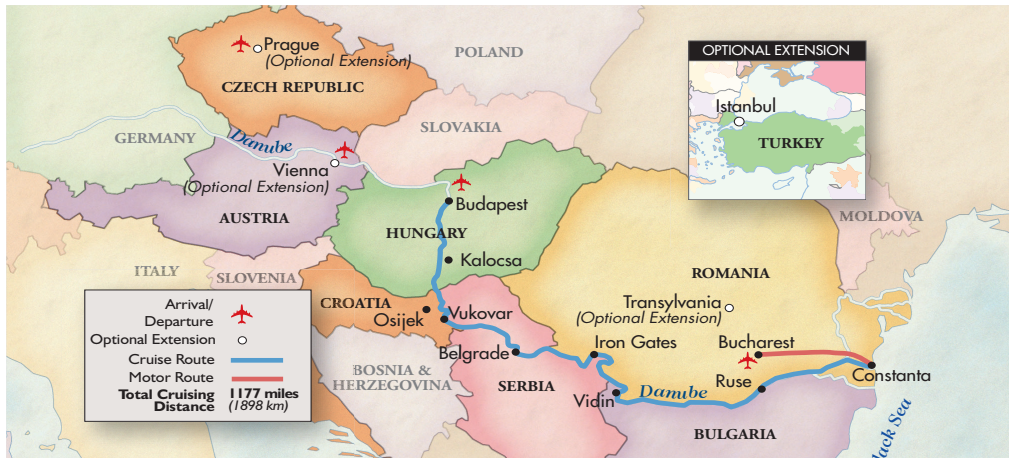 Prague
(Optional Extension)
CZECH REPUBLIC
POLAND
OPTIONAL EXTENSION
Istanbul
TURKEY
GERMANY
Danube
SLOVAKIA
Vienna
(Optional Extension)
AUSTRIA
Budapest
HUNGARY
Kalocsa
MOLDOVA
ITALY
SLOVENIA
ROMANIA
CROATIA
Osijek
Vukovar
Transylvania
(Optional Extension)
Belgrade
Iron Gates
Bucharest
BOSNIA &
HERZEGOVINA
SERBIA
Vidin
Danube
Ruse
Constanta
BULGARIA
lack Sea
Arrival/
Departure
Optional Extension
Cruise Route
Motor Route
Total Cruising 1177 miles
Distance (1898 km)